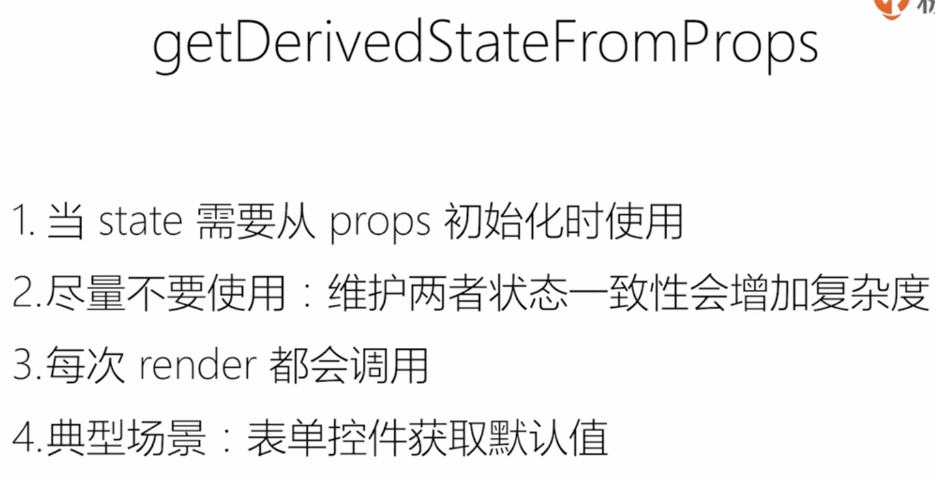 getDerivedStateFromProps
1. 当 state 需要从 props 初始化时使用
2.尽量不要使用：维护两者状态一致性会增加复杂度
3.每次 render 都会调用
4.典型场景：表单控件获取默认值